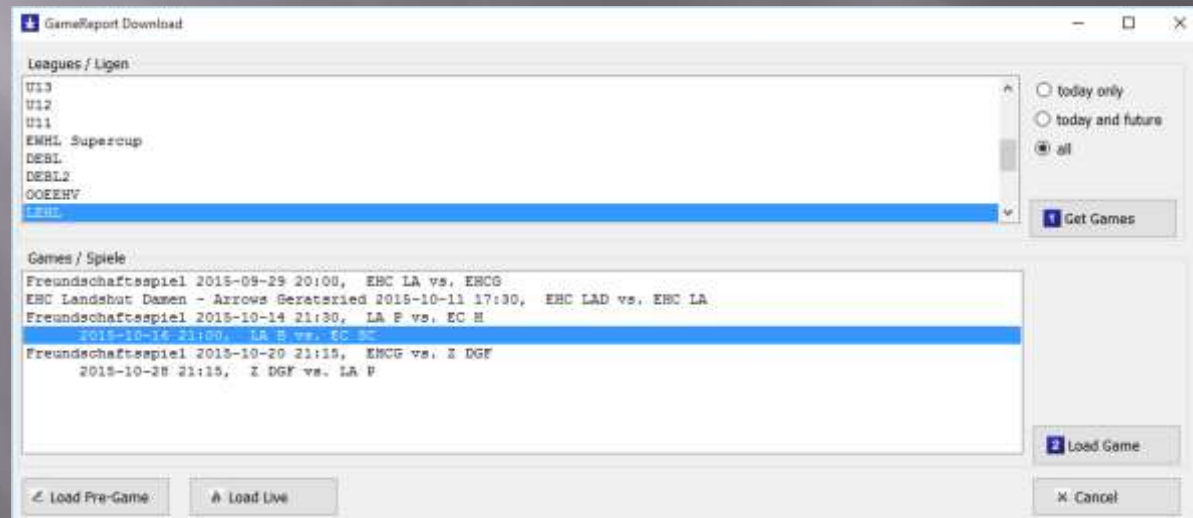 GameReport Download
Leagues / Ligen
U13
U12
U11
EWHL Supercup
DEBL
DEBL2
OOEEHV
LEHL
today only
today and future
all
1 Get Games
Games / Spiele
Freundschaftsspiel 2015-09-29 20:00, EHC LA vs. EHCG
EHC Landshut Damen - Arrows Geratsried 2015-10-11 17:30, EHC LAD vs. EHC LA
Freundschaftsspiel 2015-10-14 21:30, LA P vs. EC H
2015-10-16 21:00, LA B vs. EC SC
Freundschaftsspiel 2015-10-20 21:15, EHCG vs. Z DGF
2015-10-28 21:15, Z DGF vs. LA P
2 Load Game
Load Pre-Game
Load Live
Cancel